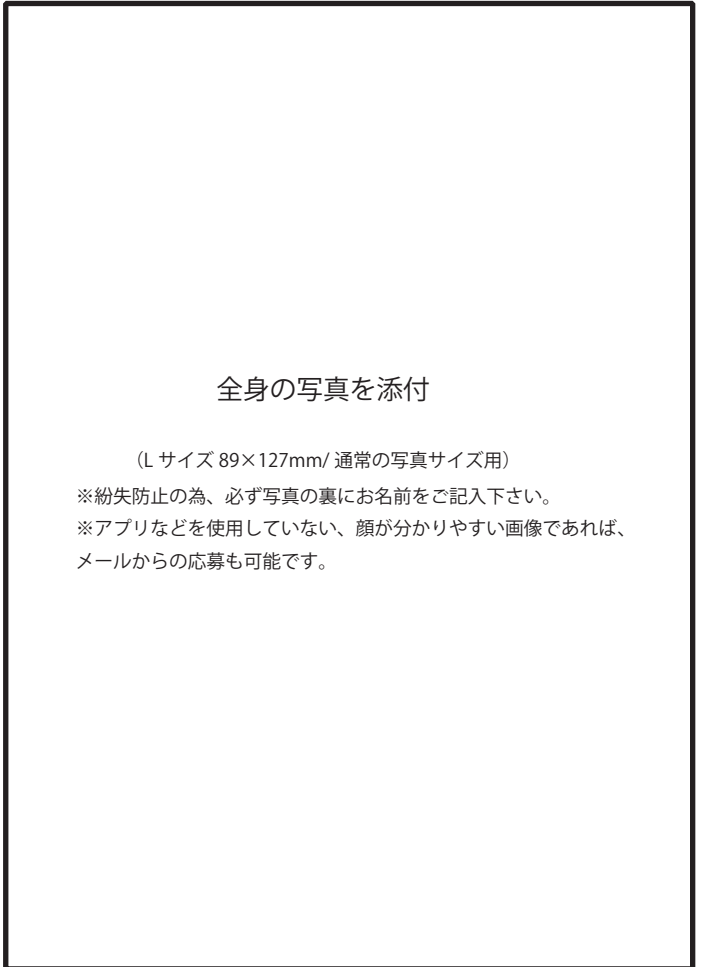 全身の写真を添付
（L サイズ 89×127mm/ 通常の写真サイズ用）
※紛失防止の為、必ず写真の裏にお名前をご記入下さい。
※アプリなどを使用していない、顔が分かりやすい画像であれば、
メールからの応募も可能です。